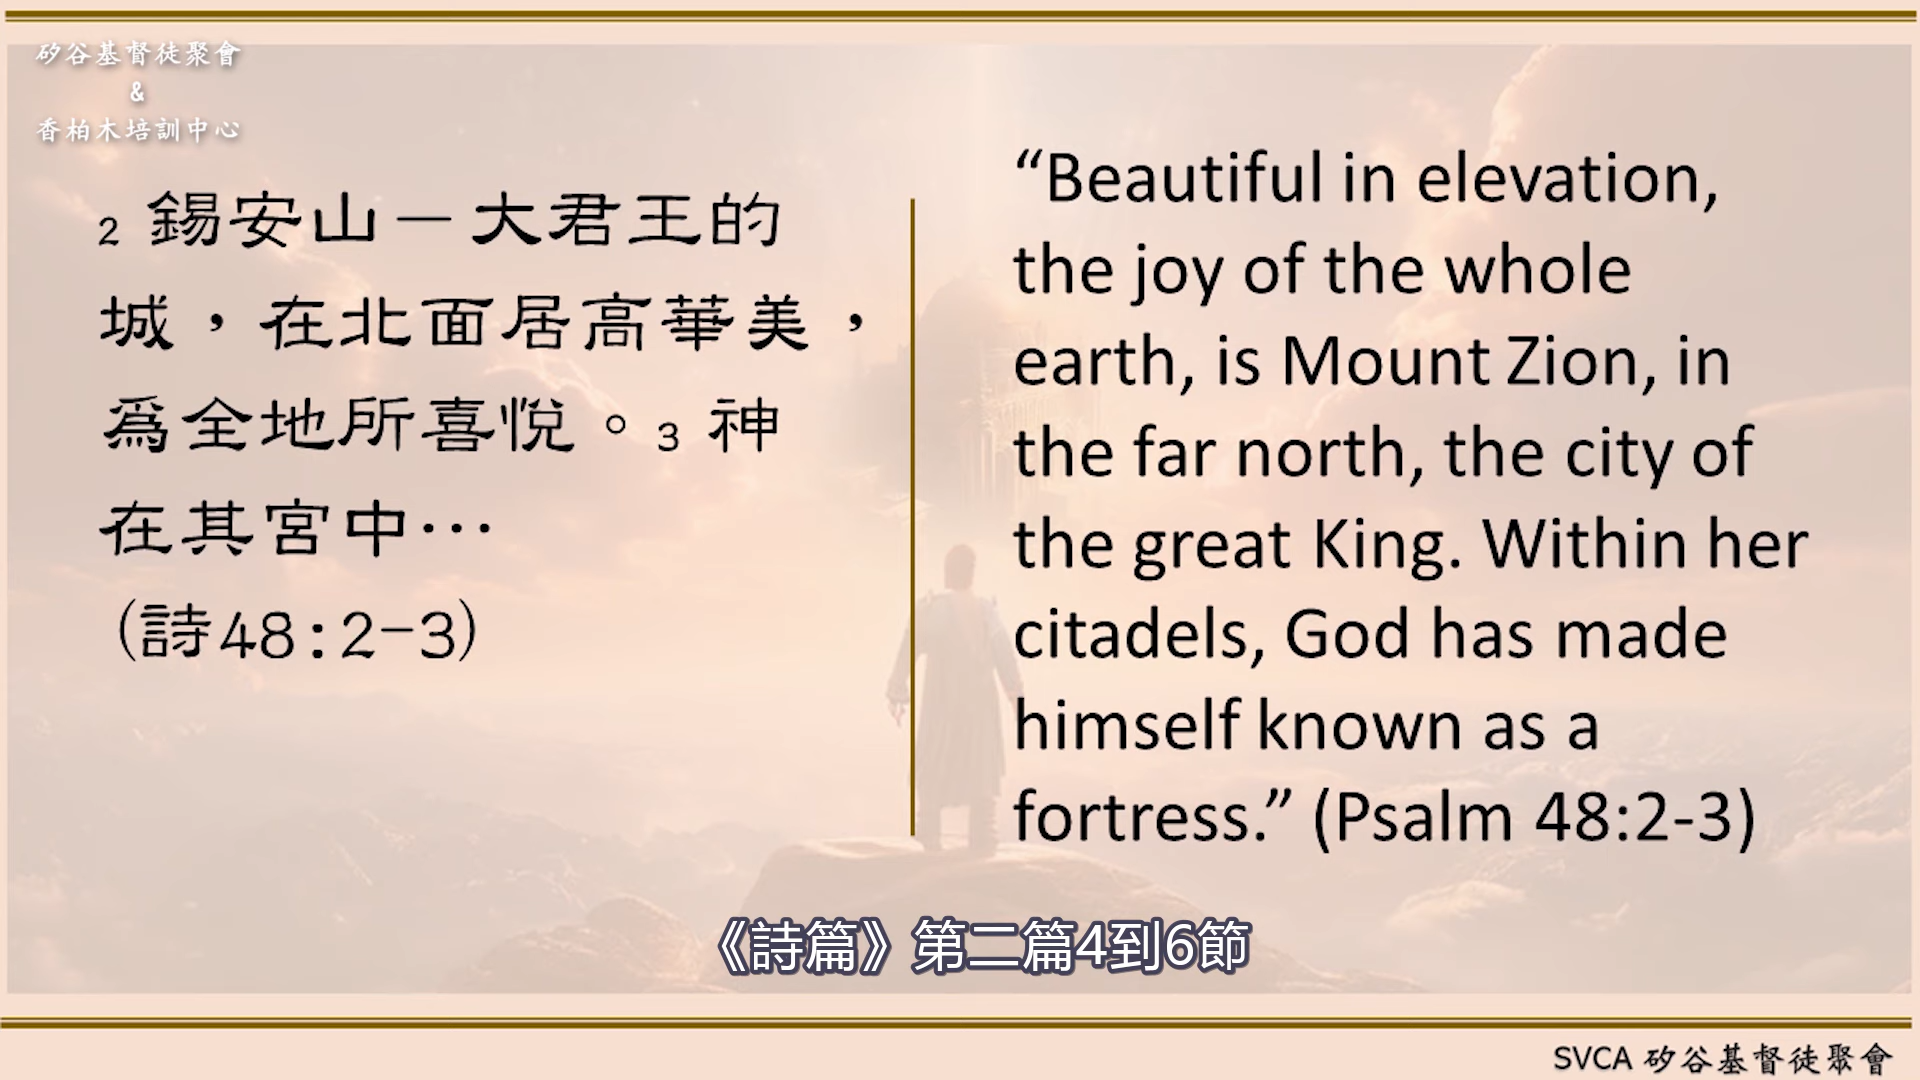 矽谷基督徒聚會
&
香柏木培訓中心
2 錫安山－大君王的
城，在北面居高華美，
為全地所喜悅。3 神
在其宮中…
(詩48:2-3)
“Beautiful in elevation,
the joy of the whole
earth, is Mount Zion, in
the far north, the city of
the great King. Within her
citadels, God has made
himself known as a
fortress.” (Psalm 48:2-3)
《詩篇》第二篇4到6節
SVCA 矽谷基督徒聚會